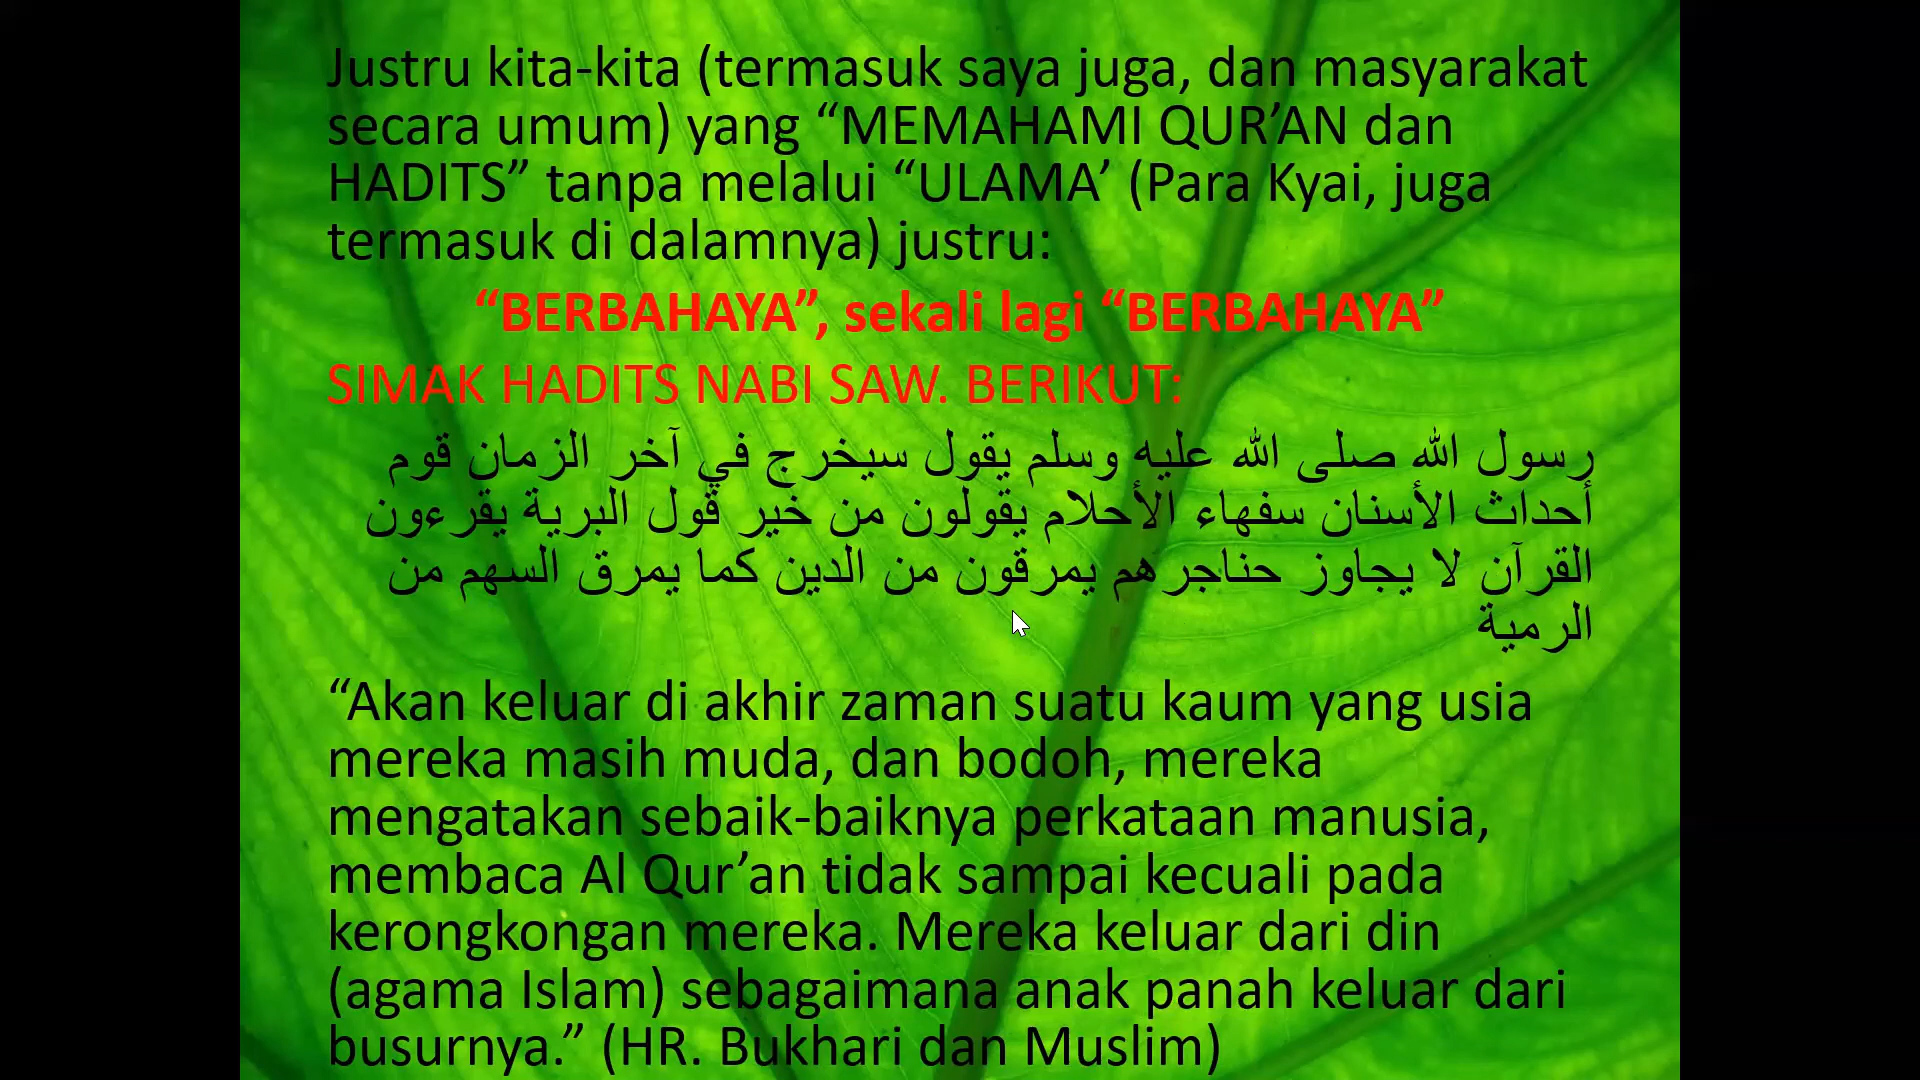 Justru kita-kita (termasuk saya juga, dan masyarakat
secara umum) yang “MEMAHAMI QUR’AN dan
HADITS” tanpa melalui “ULAMA’ (Para Kyai, juga
termasuk di dalamnya) justru:
“BERBAHAYA”, sekali lagi “BERBAHAYA”
SIMAK HADITS NABI SAW. BERIKUT:
رسول الله صلى الله عليه وسلم يقول سيخرج في آخر الزمان قوم
أحداث الأسنان سفهاء الأحلام يقولون من خير قول البرية يقرءون
القرآن لا يجاوز حناجرهم يمرقون من الدين كما يمرق السهم من
الرمية
“Akan keluar di akhir zaman suatu kaum yang usia
mereka masih muda, dan bodoh, mereka
mengatakan sebaik-baiknya perkataan manusia,
membaca Al Qur’an tidak sampai kecuali pada
kerongkongan mereka. Mereka keluar dari din
(agama Islam) sebagaimana anak panah keluar dari
busurnya.” (HR. Bukhari dan Muslim)